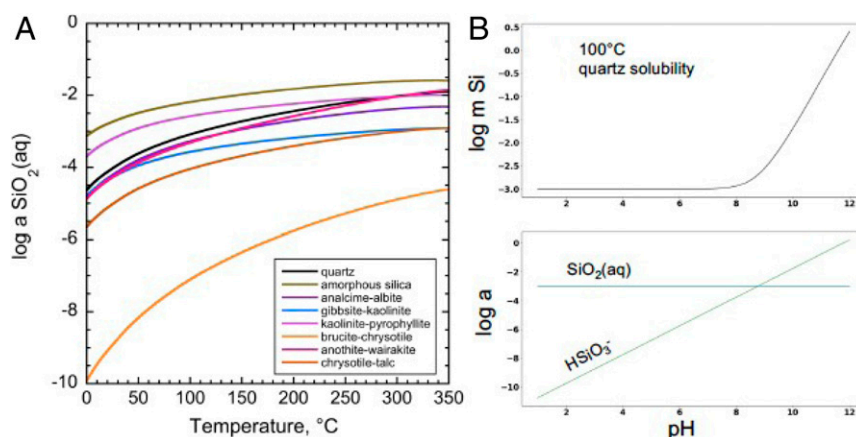 A
log a SiO₂(aq)
0
-2
-4
-6
-8
-10
quartz
amorphous silica
analcime-albite
gibbsite-kaolinite
kaolinite-pyrophyllite
brucite-chrysotile
anothite-wairakite
chrysotile-talc
0 50 100 150 200 250 300 350
Temperature, °C
B
log m Si
0.5
0.0
-0.5
-1.0
-1.5
-2.0
-2.5
-3.0
100°C
quartz solubility
2 4 6 8 10 12
log a
0
-2
-4
-6
-8
-10
SiO₂(aq)
HSiO₃⁻
2 4 6 8 10 12
pH